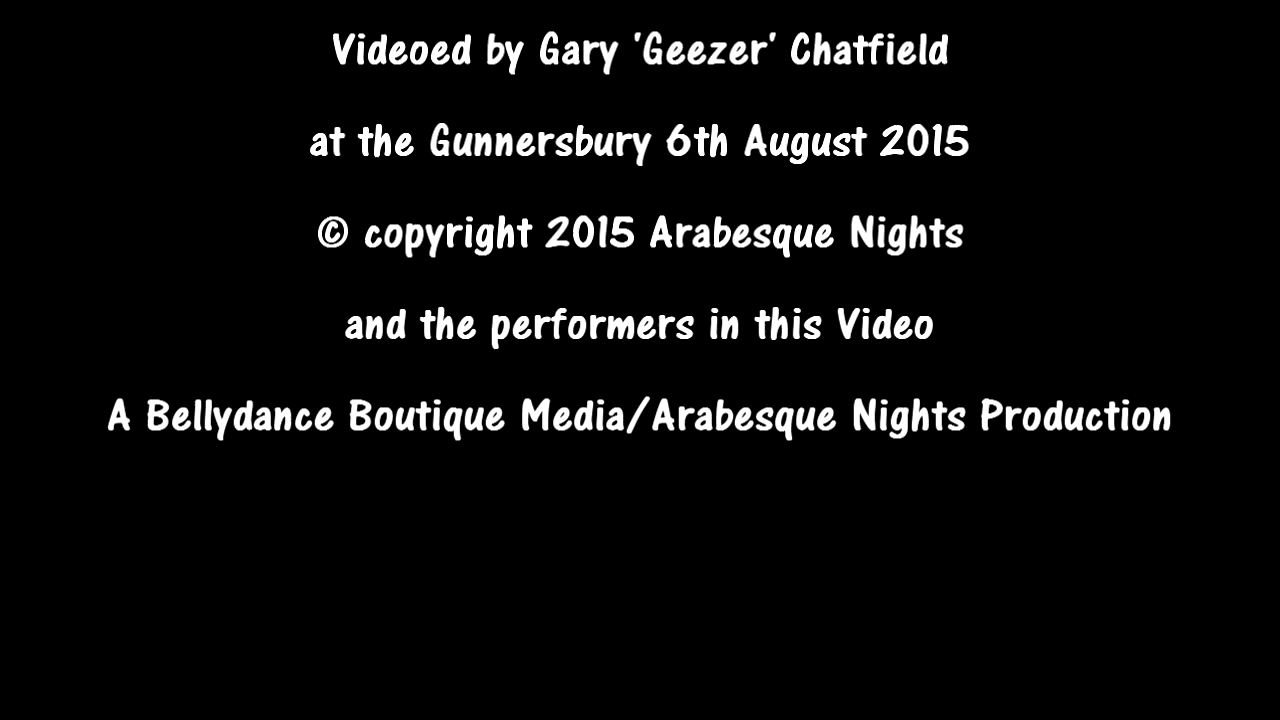 Videoed by Gary 'Geezer' Chatfield
at the Gunnersbury 6th August 2015
© copyright 2015 Arabesque Nights
and the performers in this Video
A Bellydance Boutique Media/Arabesque Nights Production